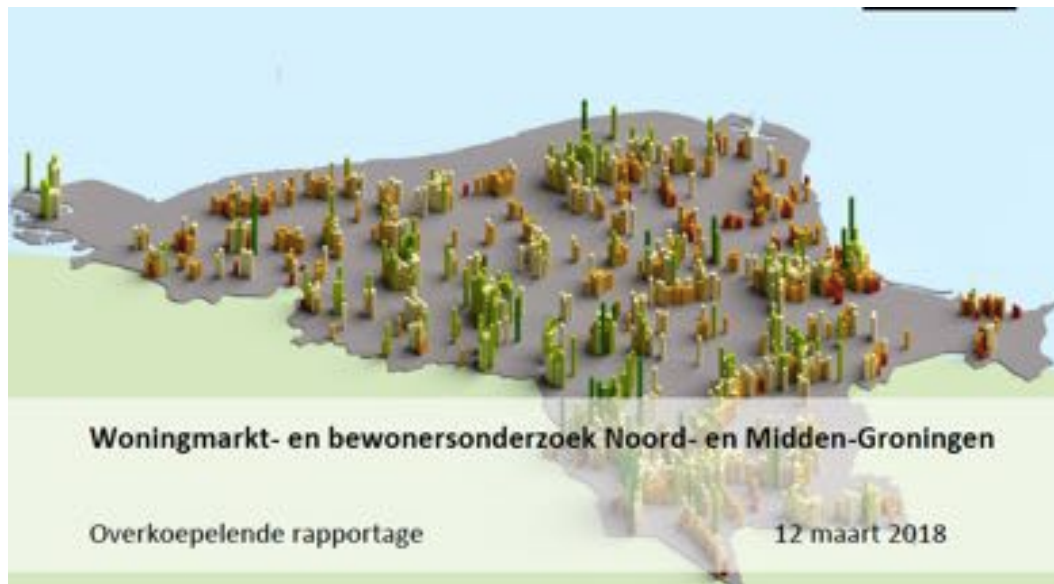 Woningmarkt- en bewonersonderzoek Noord- en Midden-Groningen
Overkoepelende rapportage 12 maart 2018